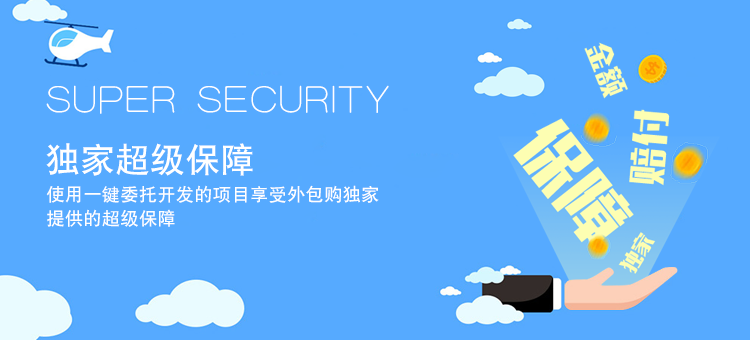 SUPER SECURITY
独家超级保障
使用一键委托开发的项目享受外包购独家
提供的超级保障
金额
赔付
保障
独家